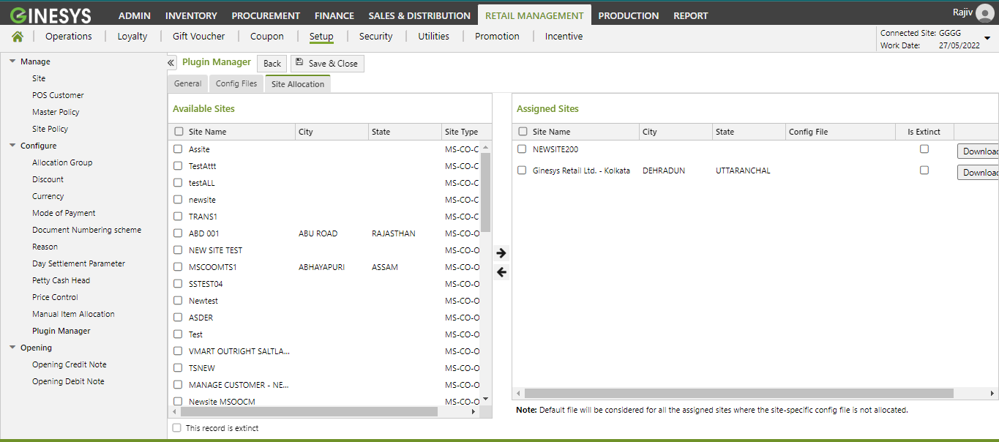 GINESYS ADMIN INVENTORY PROCUREMENT FINANCE SALES & DISTRIBUTION RETAIL MANAGEMENT PRODUCTION REPORT Rajiv
Operations Loyalty Gift Voucher Coupon Setup Security Utilities Promotion Incentive
Connected Site: GGGG
Work Date: 27/05/2022
Manage
Site
POS Customer
Master Policy
Site Policy
Configure
Allocation Group
Discount
Currency
Mode of Payment
Document Numbering scheme
Reason
Day Settlement Parameter
Petty Cash Head
Price Control
Manual Item Allocation
Plugin Manager
Opening
Opening Credit Note
Opening Debit Note
Plugin Manager Back Save & Close
General Config Files Site Allocation
Available Sites
Site Name City State Site Type
Assite MS-CO-C
TestAttt MS-CO-C
testALL MS-CO-C
newsite MS-CO-C
TRANS1 MS-CO-C
ABD 001 ABU ROAD RAJASTHAN MS-CO-O
NEW SITE TEST MS-CO-O
MSCOOMTS1 ABHAYAPURI ASSAM MS-CO-O
SSTEST04 MS-CO-O
Newtest MS-CO-O
ASDER MS-CO-O
Test MS-CO-O
VMART OUTRIGHT SALTLA... MS-CO-O
TSNEW MS-CO-O
MANAGE CUSTOMER - NE... MS-CO-O
Newsite MSOOCM MS-CO-O
This record is extinct
Assigned Sites
Site Name City State Config File Is Extinct
NEWSITE200 Download
Ginesys Retail Ltd. - Kolkata DEHRADUN UTTARANCHAL Download
Note: Default file will be considered for all the assigned sites where the site-specific config file is not allocated.